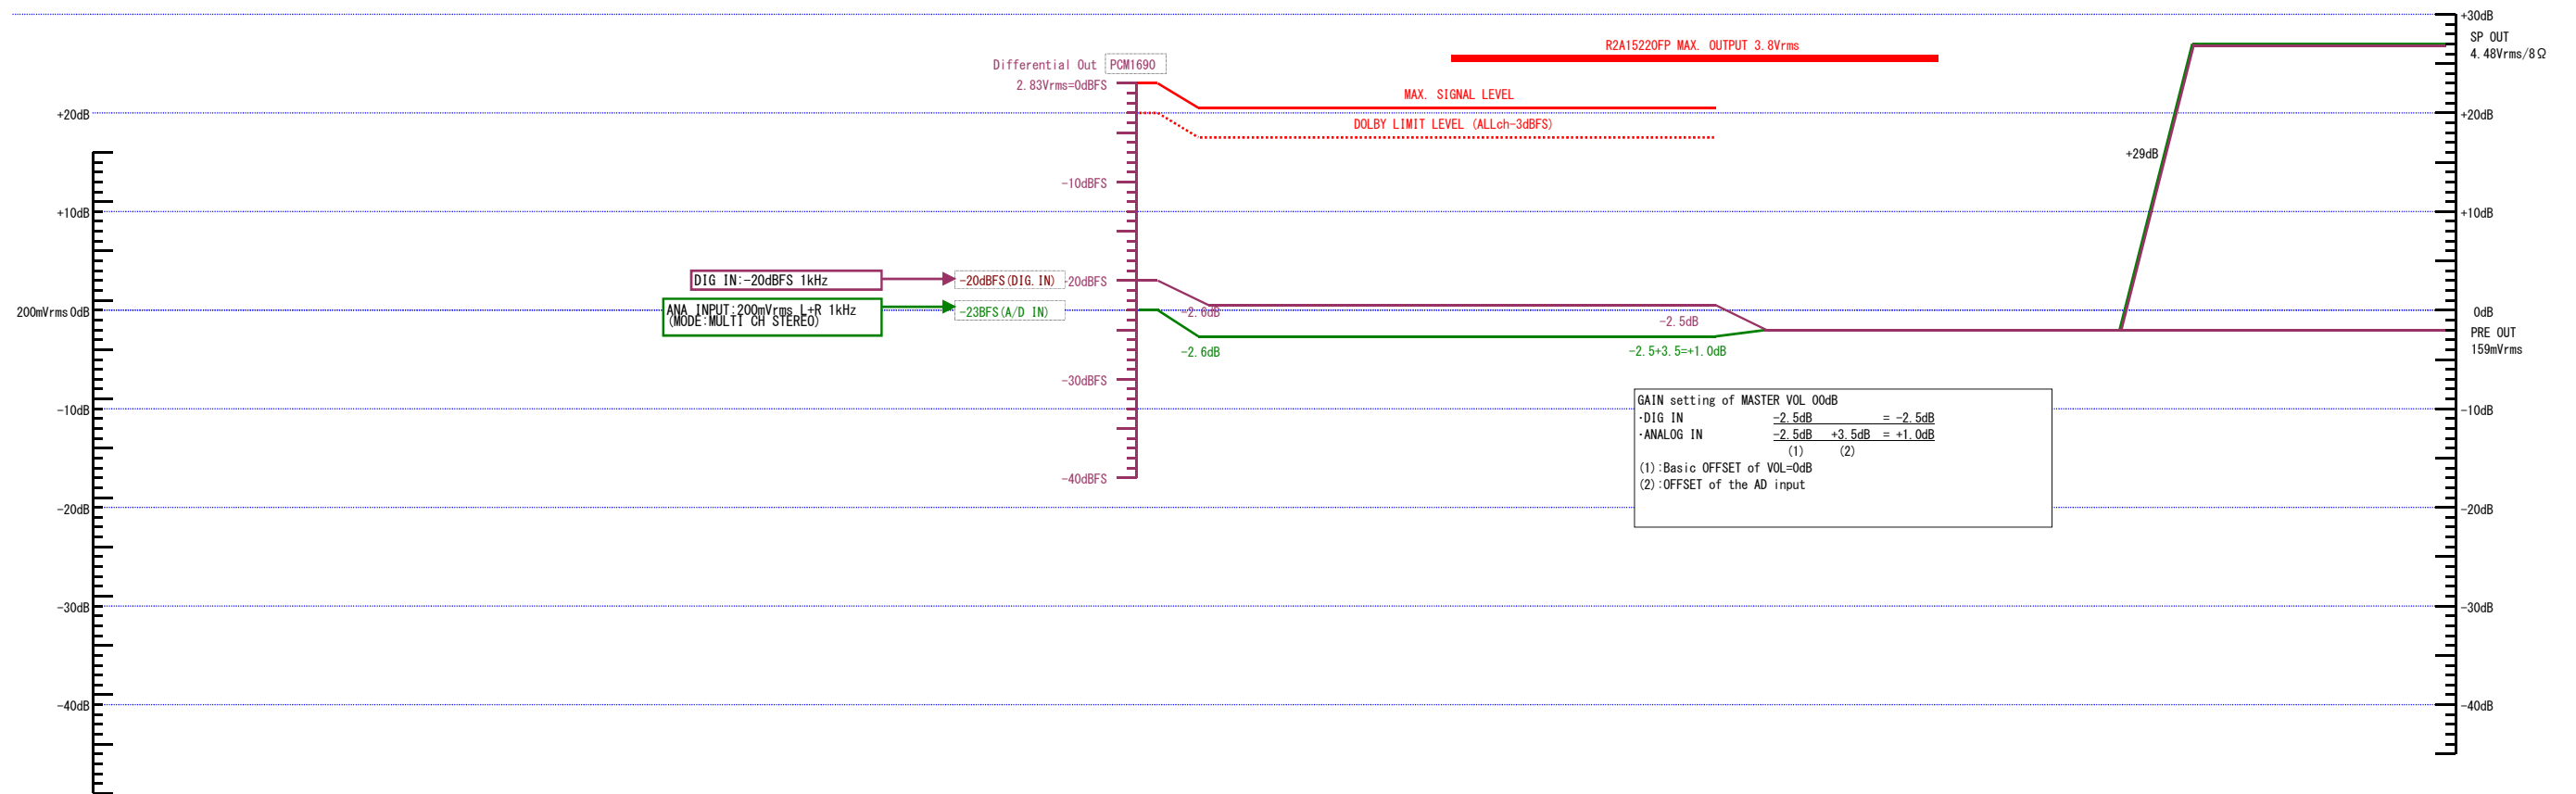 +30dB
R2A15220FP MAX. OUTPUT 3.8Vrms
SP OUT
4.48Vrms/8Ω
Differential Out PCM1690
2.83Vrms=0dBFS
MAX. SIGNAL LEVEL
+20dB
DOLBY LIMIT LEVEL (ALLch-3dBFS)
+20dB
+29dB
-10dBFS
+10dB
+10dB
DIG IN:-20dBFS 1kHz
-20dBFS(DIG.IN)
-20dBFS
200mVrms 0dB
ANA INPUT:200mVrms L+R 1kHz
(MODE:MULTI CH STEREO)
-23BFS(A/D IN)
-2.6dB
-2.5dB
0dB
PRE OUT
159mVrms
-2.6dB
-2.5+3.5=+1.0dB
-30dBFS
-10dB
GAIN setting of MASTER VOL 00dB
・DIG IN -2.5dB = -2.5dB
・ANALOG IN -2.5dB +3.5dB = +1.0dB
(1) (2)
(1):Basic OFFSET of VOL=0dB
(2):OFFSET of the AD input
-10dB
-40dBFS
-20dB
-20dB
-30dB
-30dB
-40dB
-40dB